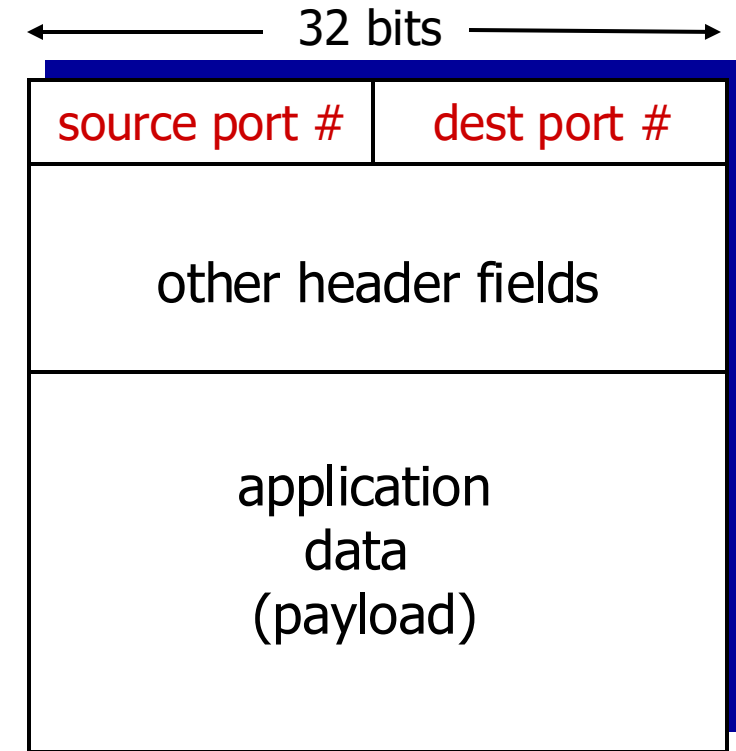 32 bits
source port # dest port #
other header fields
application
data
(payload)